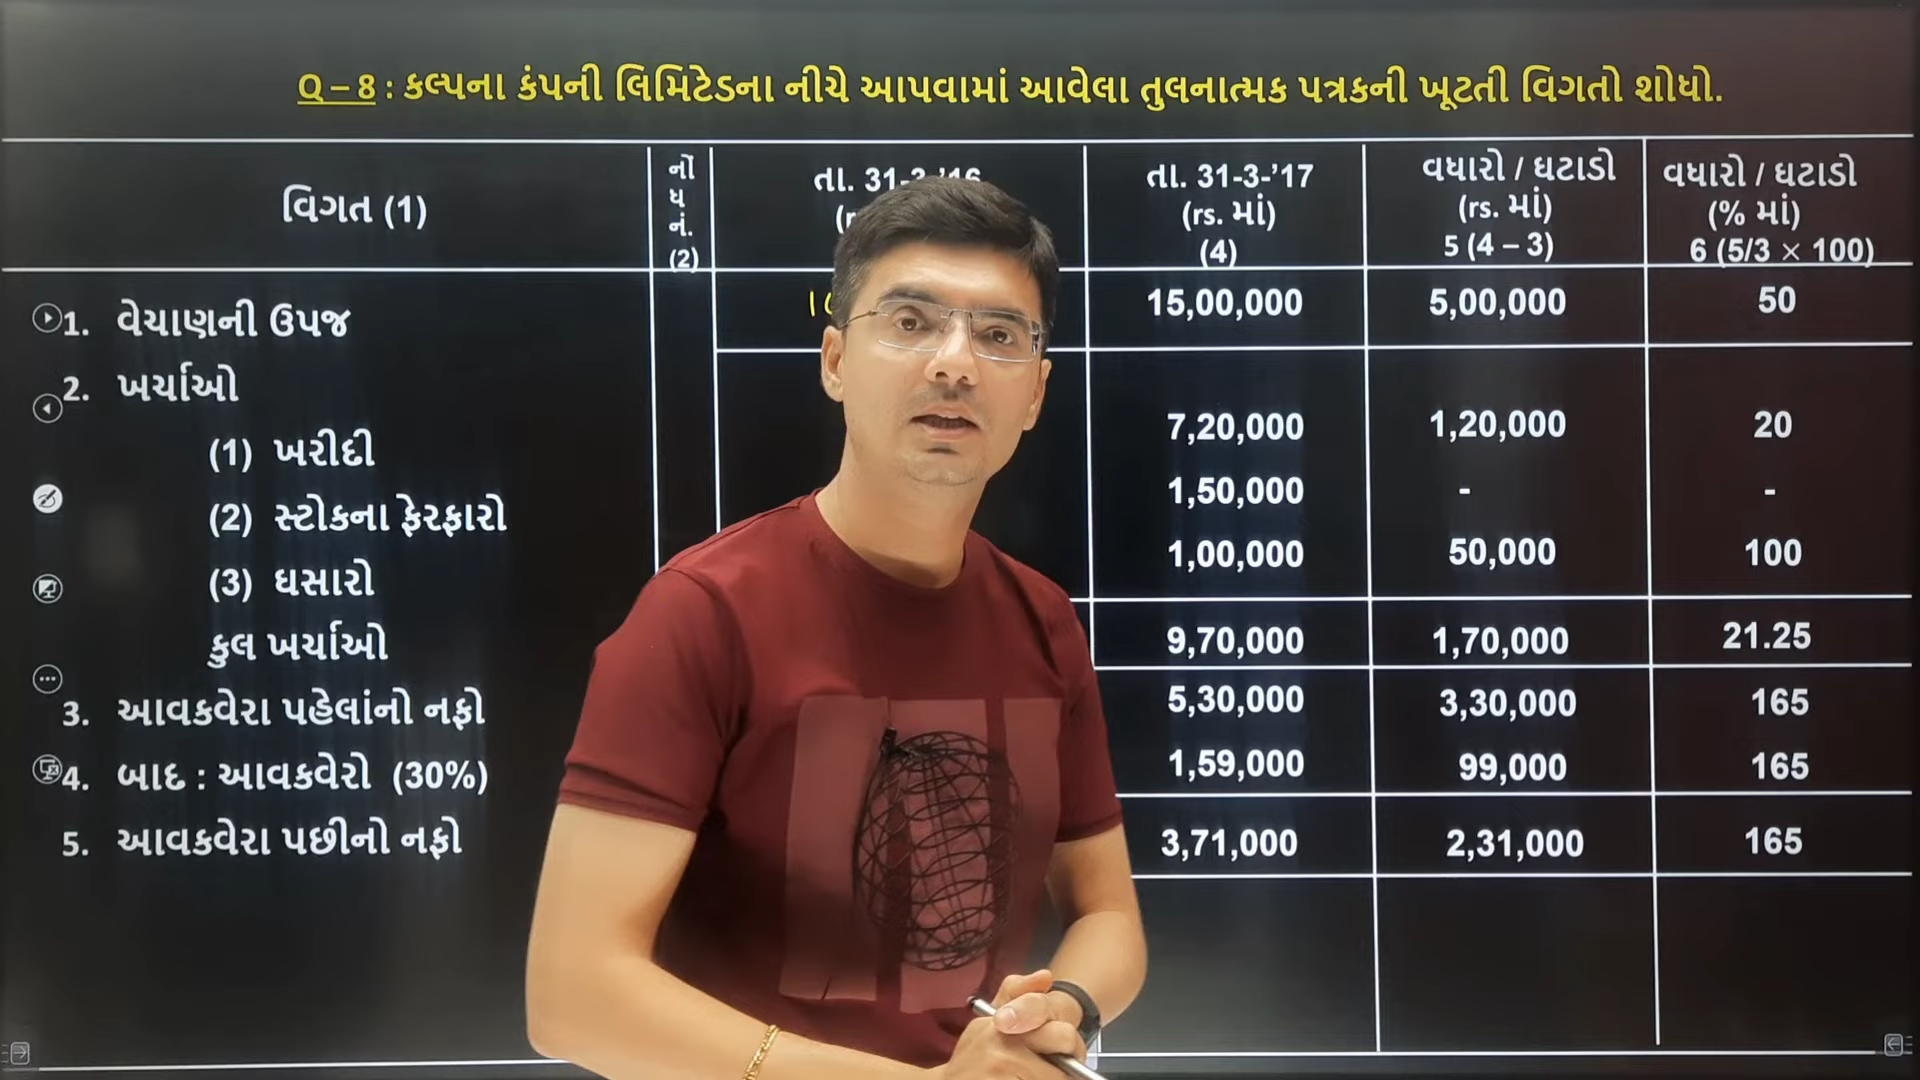 Q – 8 : કલ્પના કંપની લિમિટેડના નીચે આપવામાં આવેલા તુલનાત્મક પત્રકની ખૂટતી વિગતો શોધો.
વિગત (1)
નોંધ નં. (2)
તા. 31-3-'16
તા. 31-3-'17 (rs. માં) (4)
વધારો / ઘટાડો (rs. માં) 5 (4 – 3)
વધારો / ઘટાડો (% માં) 6 (5/3 × 100)
1. વેચાણની ઉપજ 15,00,000 5,00,000 50
2. ખર્ચાઓ
(1) ખરીદી 7,20,000 1,20,000 20
(2) સ્ટોકના ફેરફારો 1,50,000 - -
(3) ઘસારો 1,00,000 50,000 100
કુલ ખર્ચાઓ 9,70,000 1,70,000 21.25
3. આવકવેરા પહેલાંનો નફો 5,30,000 3,30,000 165
4. બાદ : આવકવેરો (30%) 1,59,000 99,000 165
5. આવકવેરા પછીનો નફો 3,71,000 2,31,000 165